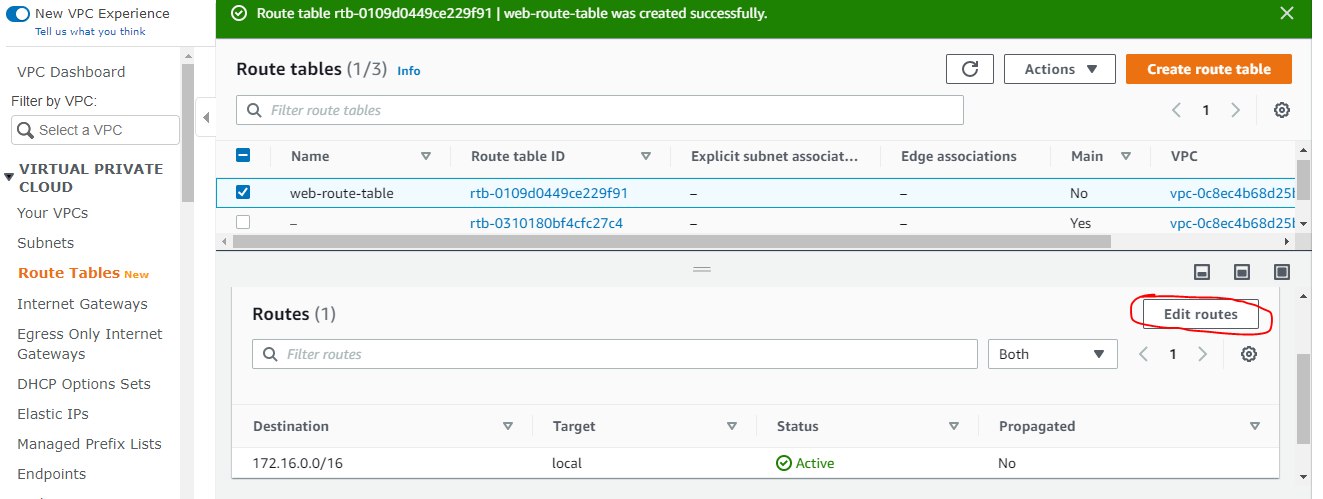 New VPC Experience
Tell us what you think
VPC Dashboard
Filter by VPC:
Select a VPC
VIRTUAL PRIVATE
CLOUD
Your VPCs
Subnets
Route Tables New
Internet Gateways
Egress Only Internet
Gateways
DHCP Options Sets
Elastic IPs
Managed Prefix Lists
Endpoints
Route table rtb-0109d0449ce229f91 | web-route-table was created successfully.
Route tables (1/3) Info
Actions
Create route table
Filter route tables
1
Name Route table ID Explicit subnet associat... Edge associations Main VPC
web-route-table rtb-0109d0449ce229f91 – – No vpc-0c8ec4b68d25b
– rtb-0310180bf4cfc27c4 – – Yes vpc-0c8ec4b68d25b
Routes (1)
Edit routes
Filter routes
Both
1
Destination Target Status Propagated
172.16.0.0/16 local Active No